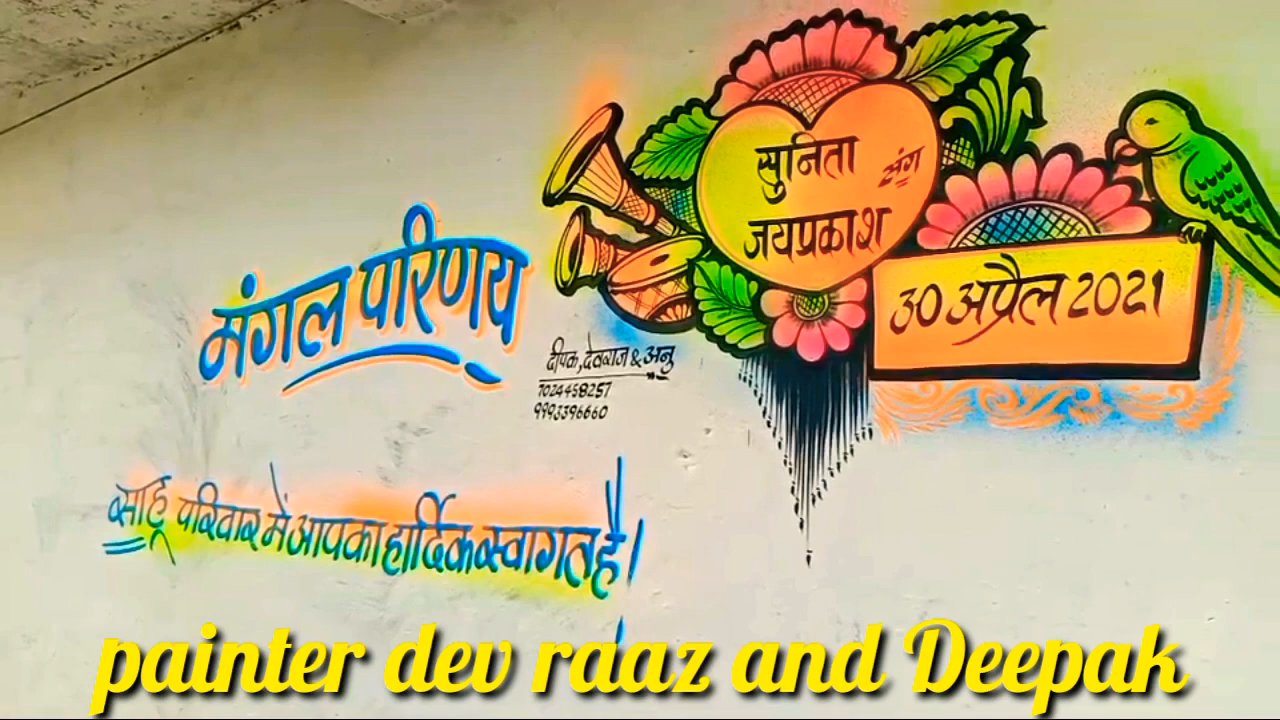 सुनिता
संग
जयप्रकाश
30 अप्रैल 2021
मंगल परिणय
दीपक, देवराज & अनु
7024458257
9993396660
साहू परिवार में आपका हार्दिक स्वागत है।
painter dev raaz and Deepak